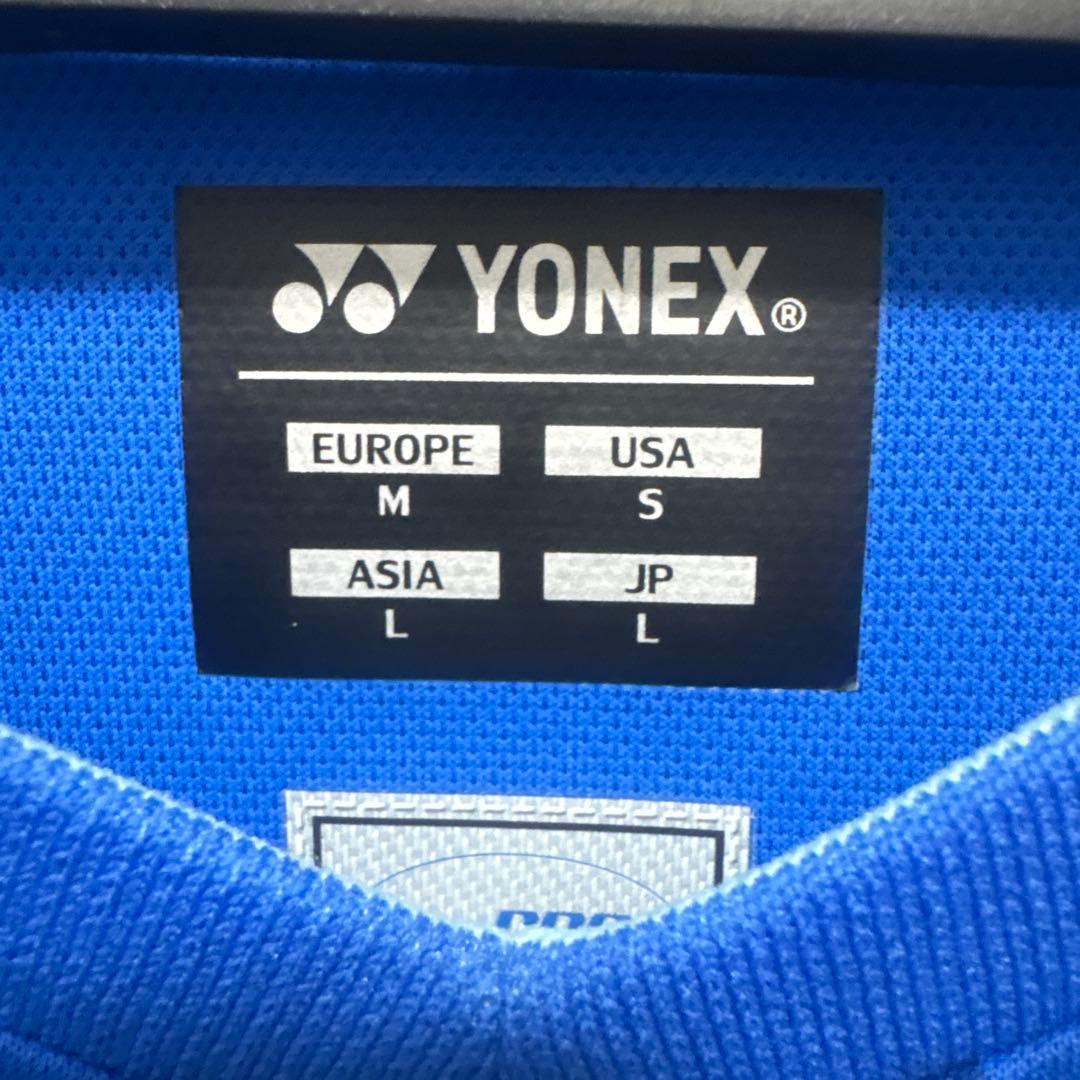 YONEX®
EUROPE USA
M S
ASIA JP
L L